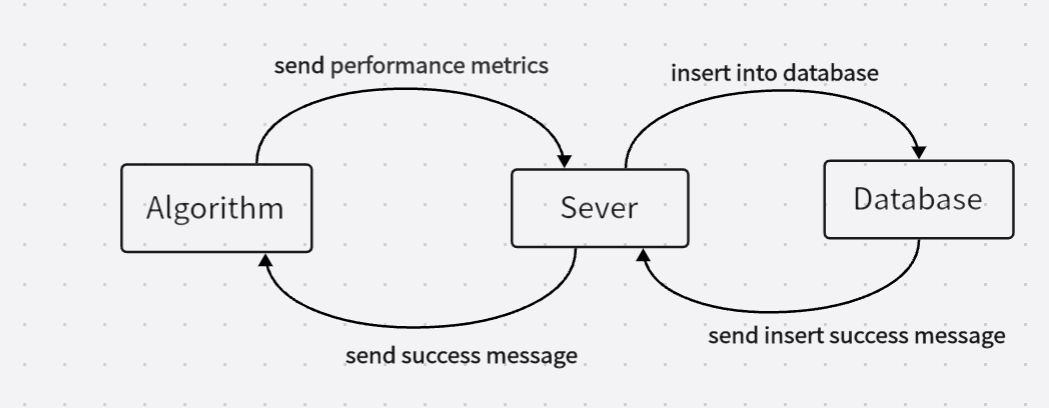 send performance metrics
insert into database
Algorithm
Sever
Database
send success message
send insert success message